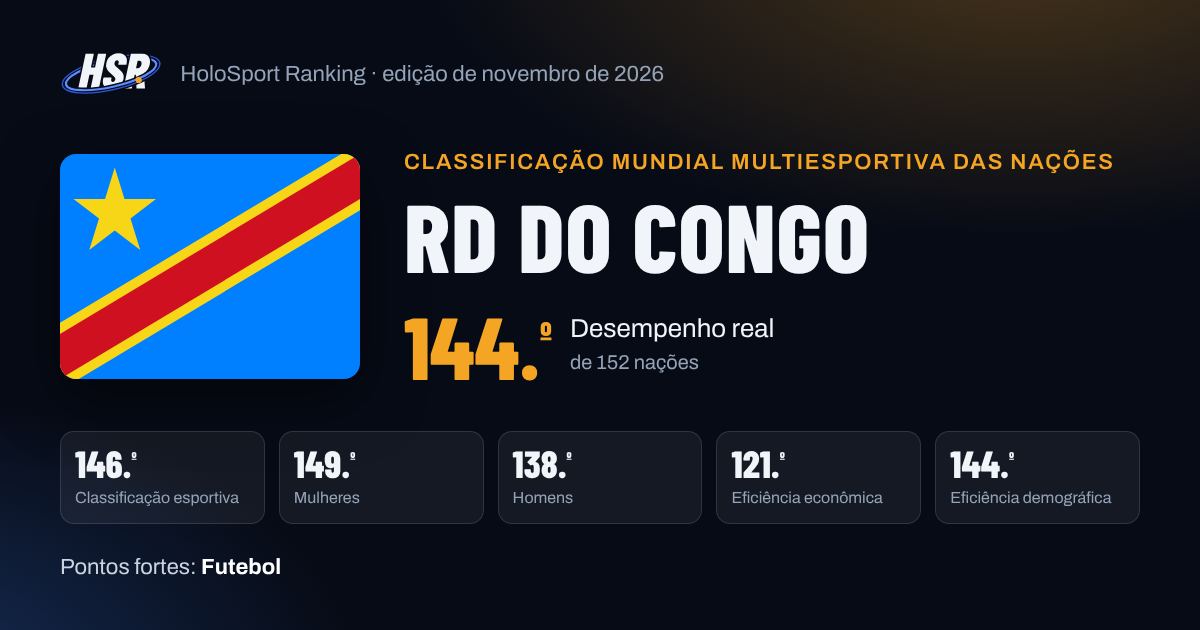 HSR
HoloSport Ranking · edição de novembro de 2026
CLASSIFICAÇÃO MUNDIAL MULTIESPORTIVA DAS NAÇÕES
RD DO CONGO
144.º
Desempenho real
de 152 nações
146.º
Classificação esportiva
149.º
Mulheres
138.º
Homens
121.º
Eficiência econômica
144.º
Eficiência demográfica
Pontos fortes: Futebol